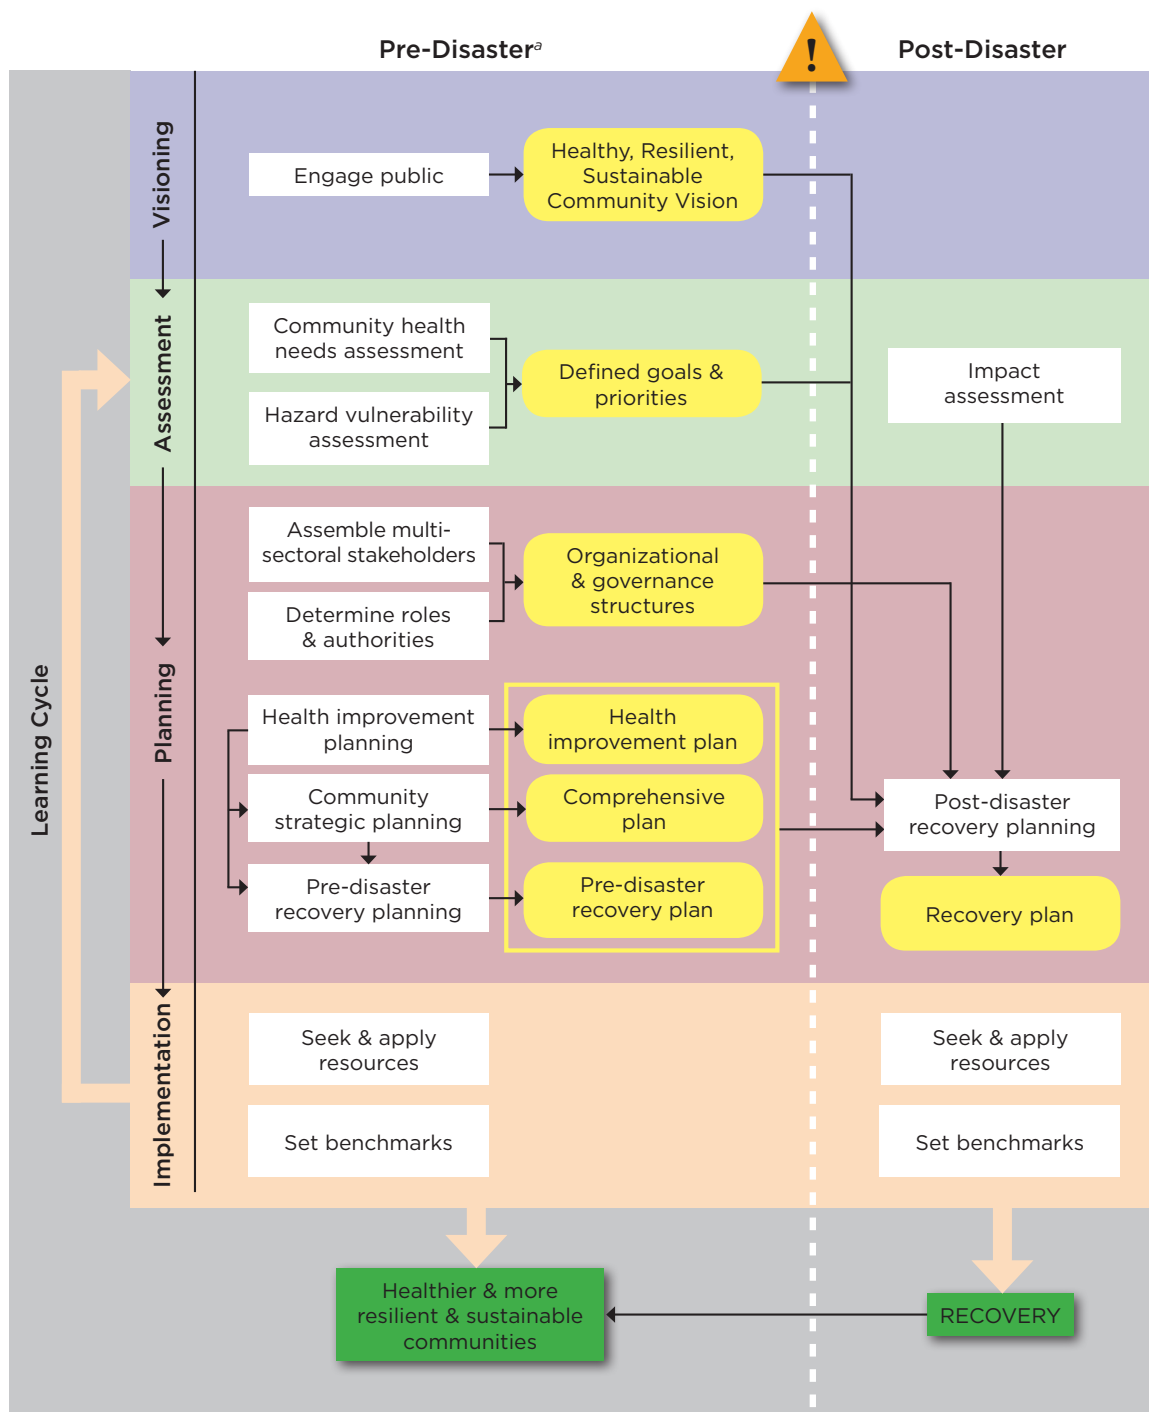 Pre-Disasterª
!
Post-Disaster
Visioning
Engage public
Healthy, Resilient,
Sustainable
Community Vision
Assessment
Community health
needs assessment
Hazard vulnerability
assessment
Defined goals &
priorities
Impact
assessment
Learning Cycle
Planning
Assemble multi-
sectoral stakeholders
Determine roles
& authorities
Organizational
& governance
structures
Health improvement
planning
Health
improvement plan
Community
strategic planning
Comprehensive
plan
Pre-disaster
recovery planning
Pre-disaster
recovery plan
Post-disaster
recovery planning
Recovery plan
Implementation
Seek & apply
resources
Set benchmarks
Seek & apply
resources
Set benchmarks
Healthier & more
resilient & sustainable
communities
RECOVERY